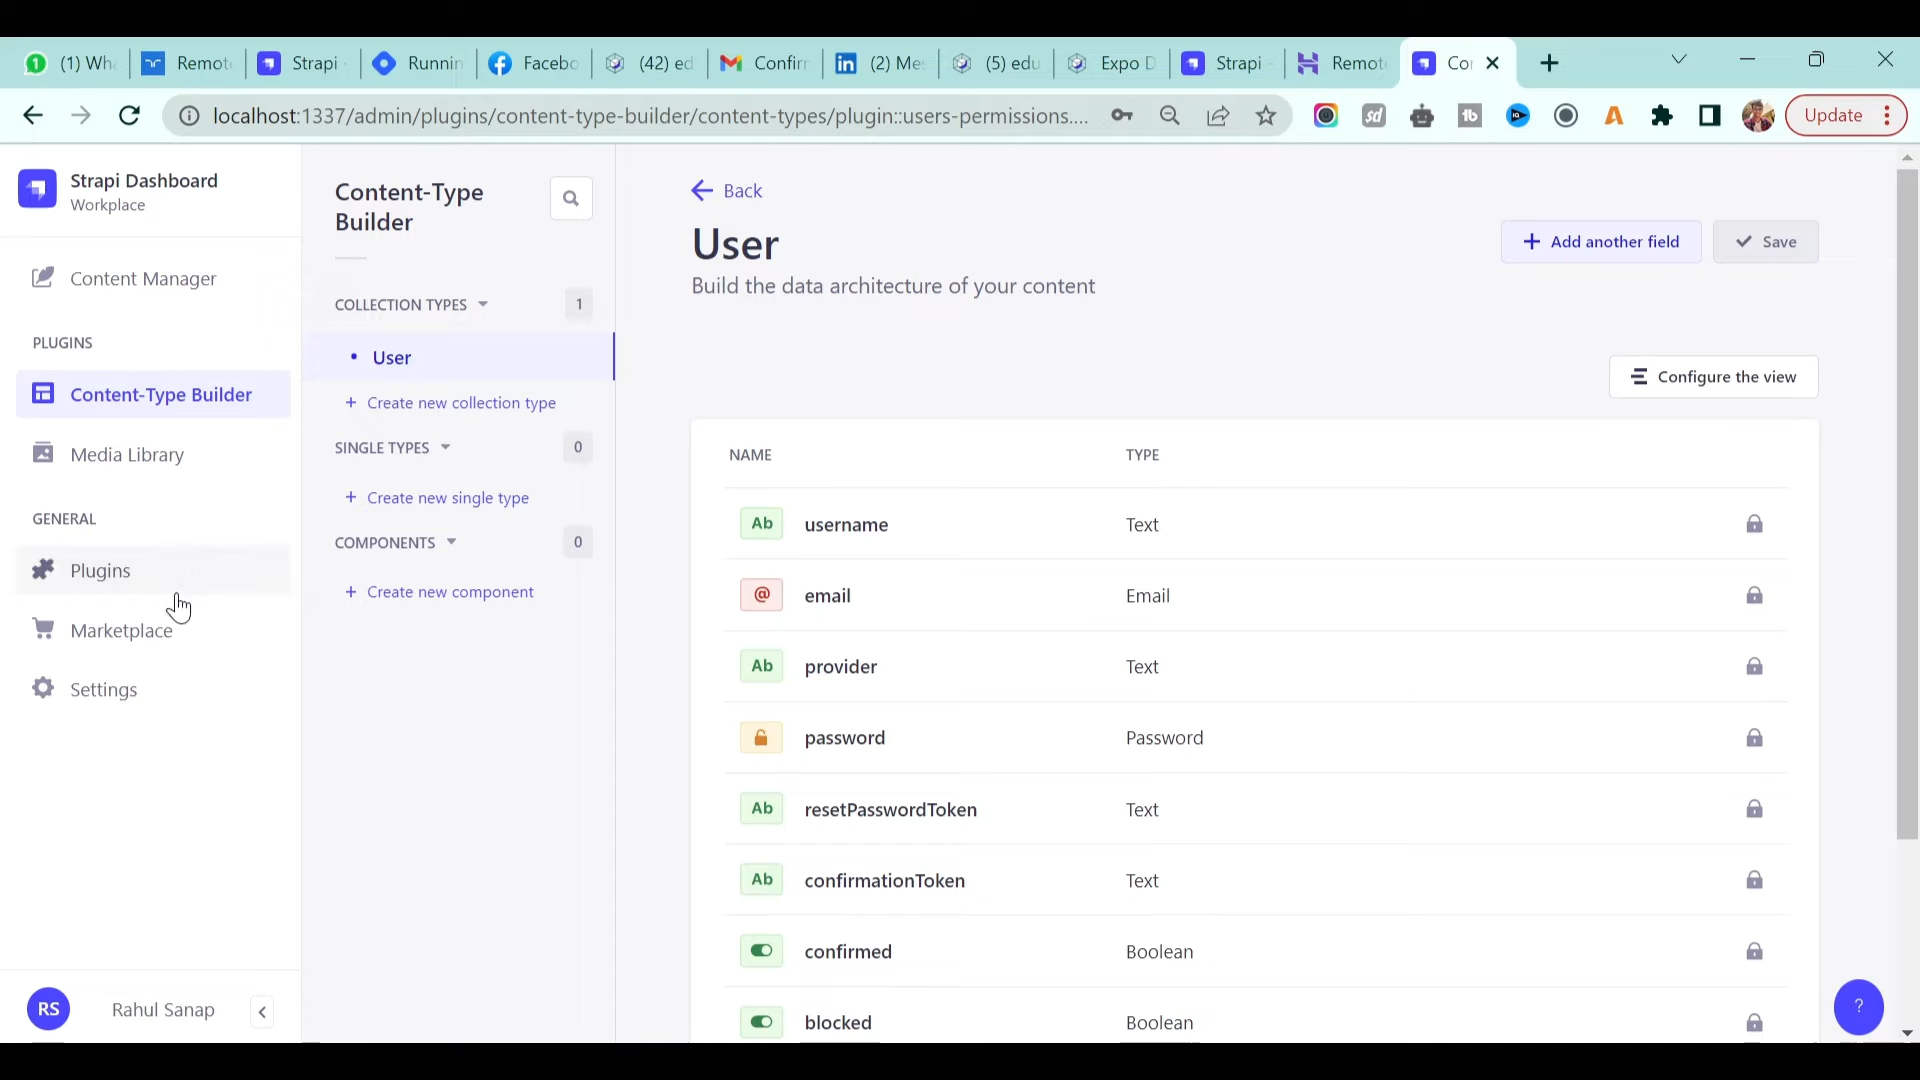 (1) Wh
Remot
Strapi
Runnin
Facebo
(42) ed
Confirm
(2) Mes
(5) edu
Expo D
Strapi
Remot
Con
localhost:1337/admin/plugins/content-type-builder/content-types/plugin::users-permissions....
Update
Strapi Dashboard
Workplace
Content Manager
PLUGINS
Content-Type Builder
Media Library
GENERAL
Plugins
Marketplace
Settings
RS
Rahul Sanap
Content-Type
Builder
COLLECTION TYPES
1
User
+ Create new collection type
SINGLE TYPES
0
+ Create new single type
COMPONENTS
0
+ Create new component
Back
User
Build the data architecture of your content
+ Add another field
Save
Configure the view
NAME TYPE
Ab username Text
@ email Email
Ab provider Text
password Password
Ab resetPasswordToken Text
Ab confirmationToken Text
confirmed Boolean
blocked Boolean
?